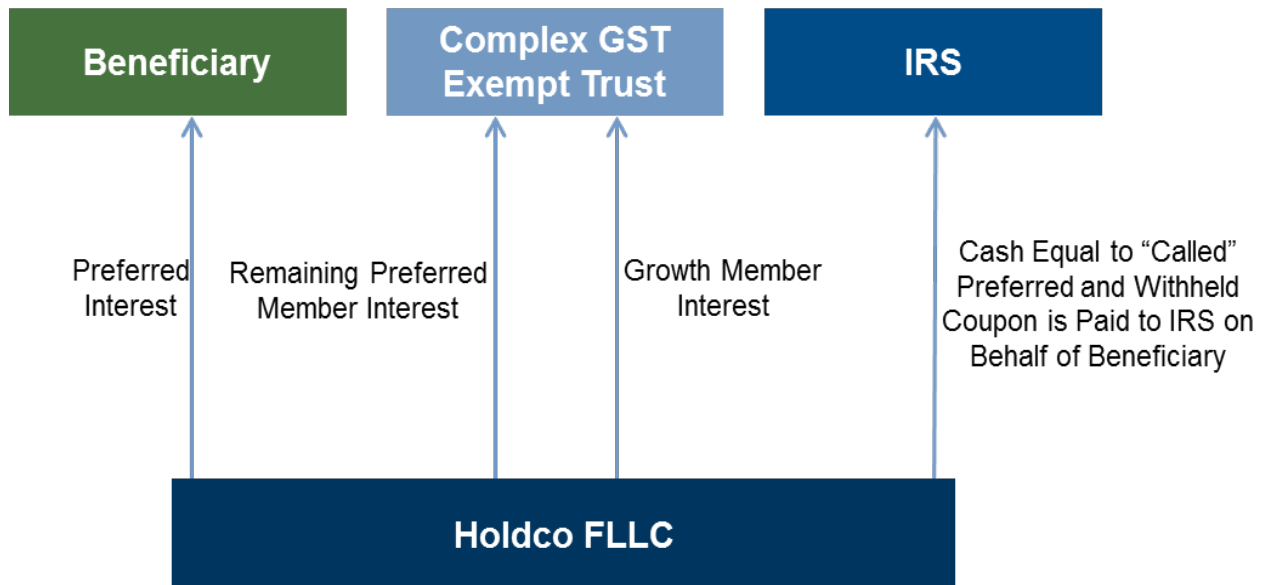 Beneficiary
Complex GST
Exempt Trust
IRS
Preferred
Interest
Remaining Preferred
Member Interest
Growth Member
Interest
Cash Equal to “Called”
Preferred and Withheld
Coupon is Paid to IRS on
Behalf of Beneficiary
Holdco FLLC